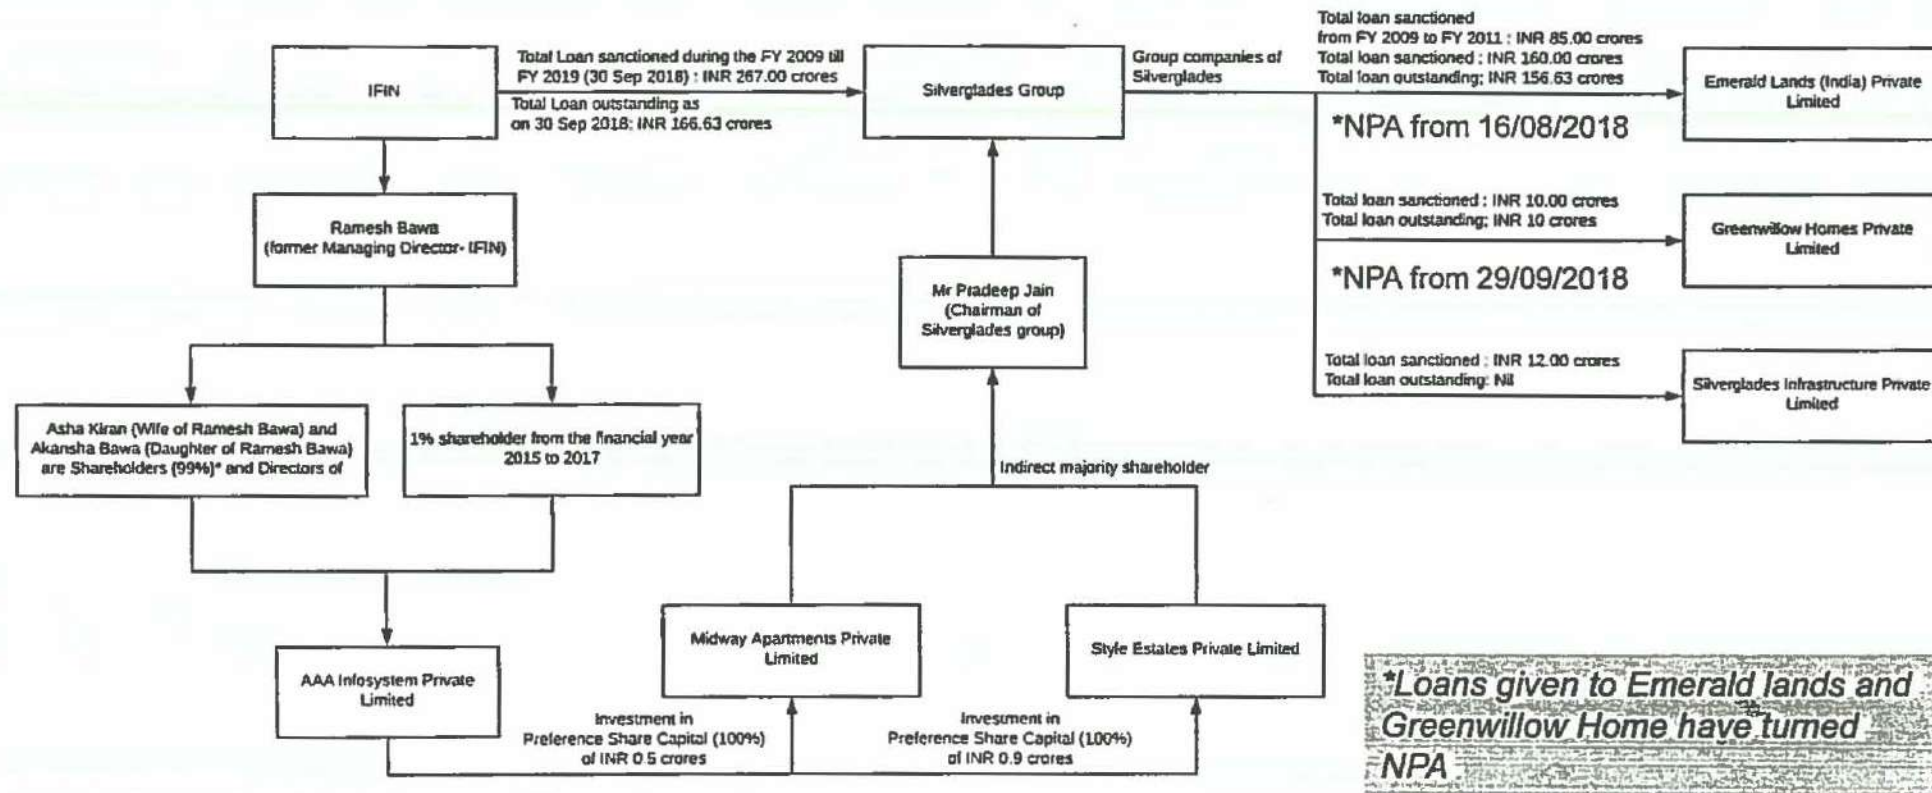 Total loan sanctioned
from FY 2009 to FY 2011 : INR 85.00 crores
Total loan sanctioned : INR 160.00 crores
Total loan outstanding; INR 156.63 crores
IFIN
Total Loan sanctioned during the FY 2009 till
FY 2019 (30 Sep 2018) : INR 267.00 crores
Total Loan outstanding as
on 30 Sep 2018: INR 166.63 crores
Silverglades Group
Group companies of
Silverglades
Emerald Lands (India) Private
Limited
*NPA from 16/08/2018
Ramesh Bawa
(former Managing Director- IFIN)
Total loan sanctioned : INR 10.00 crores
Total loan outstanding; INR 10 crores
Greenwillow Homes Private
Limited
*NPA from 29/09/2018
Mr Pradeep Jain
(Chairman of
Silverglades group)
Total loan sanctioned : INR 12.00 crores
Total loan outstanding: Nil
Silverglades Infrastructure Private
Limited
Asha Kiran (Wife of Ramesh Bawa) and
Akansha Bawa (Daughter of Ramesh Bawa)
are Shareholders (99%)* and Directors of
1% shareholder from the financial year
2015 to 2017
Indirect majority shareholder
Midway Apartments Private
Limited
Style Estates Private Limited
AAA Infosystem Private
Limited
Investment in
Preference Share Capital (100%)
of INR 0.5 crores
Investment in
Preference Share Capital (100%)
of INR 0.9 crores
*Loans given to Emerald lands and
Greenwillow Home have turned
NPA